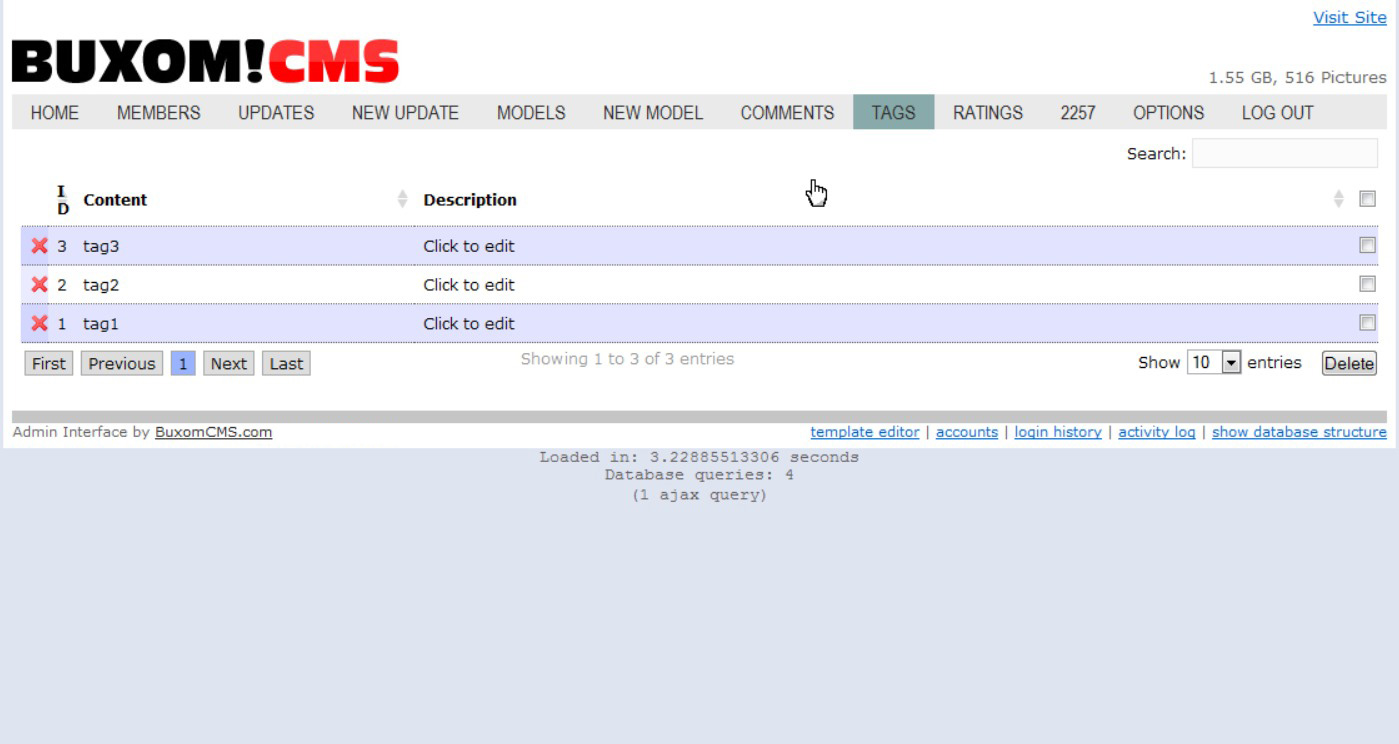 Visit Site
BUXOM!CMS
1.55 GB, 516 Pictures
HOME MEMBERS UPDATES NEW UPDATE MODELS NEW MODEL COMMENTS TAGS RATINGS 2257 OPTIONS LOG OUT
Search:
ID Content Description
3 tag3 Click to edit
2 tag2 Click to edit
1 tag1 Click to edit
First Previous 1 Next Last Showing 1 to 3 of 3 entries Show 10 entries Delete
Admin Interface by BuxomCMS.com template editor | accounts | login history | activity log | show database structure
Loaded in: 3.22885513306 seconds
Database queries: 4
(1 ajax query)